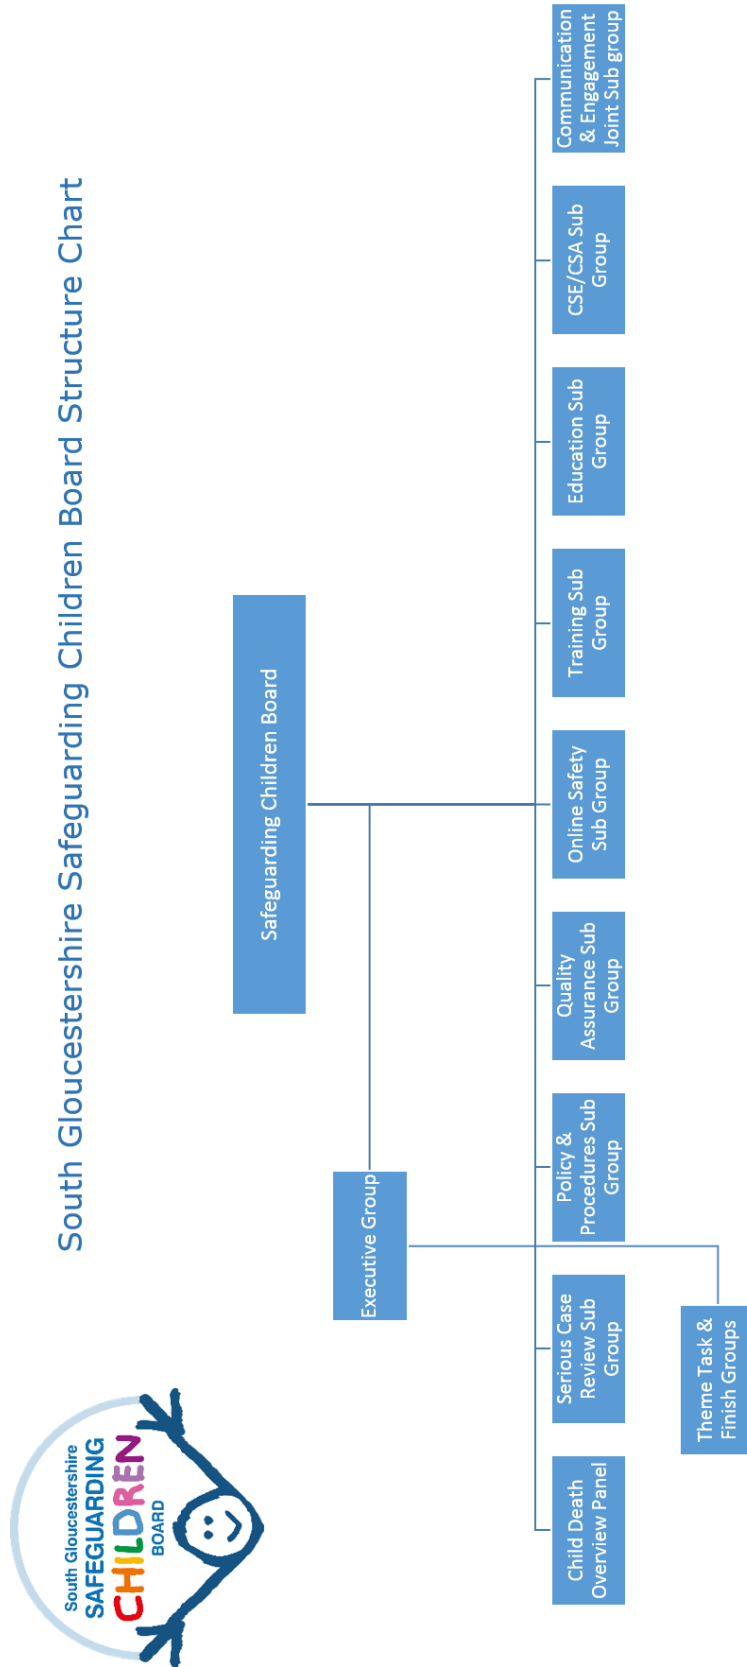 South Gloucestershire
SAFEGUARDING
CHILDREN
BOARD
South Gloucestershire Safeguarding Children Board Structure Chart
Safeguarding Children Board
Executive Group
Child Death
Overview Panel
Serious Case
Review Sub
Group
Policy &
Procedures Sub
Group
Quality
Assurance Sub
Group
Online Safety
Sub Group
Training Sub
Group
Education Sub
Group
CSE/CSA Sub
Group
Communication
& Engagement
Joint Sub group
Theme Task &
Finish Groups